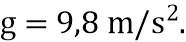 g = 9,8 m/s².